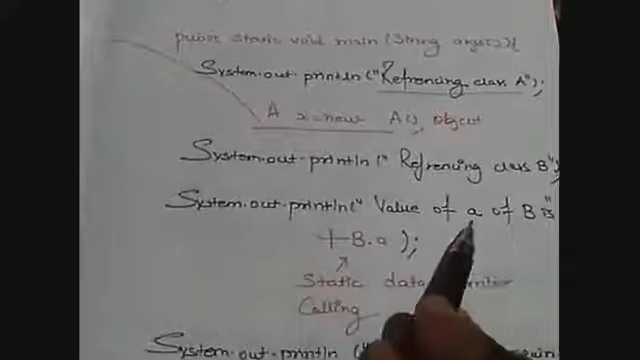 public static void main (String args[]){
System.out.println("Refrencing class A");
A x=new A(); object
System.out.println(" Refrencing class B");
System.out.println(" Value of a of B is"
+B.a );
Static data
Calling
System.out.println ("